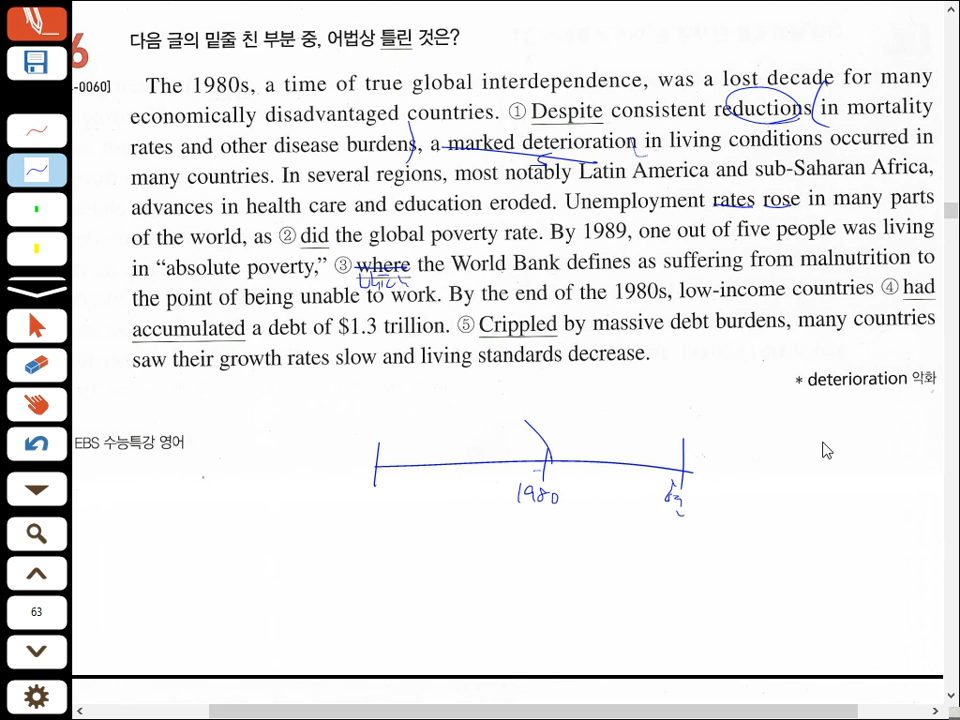 6
다음 글의 밑줄 친 부분 중, 어법상 틀린 것은?
-0060]
The 1980s, a time of true global interdependence, was a lost decade for many
economically disadvantaged countries. ① Despite consistent reductions in mortality
rates and other disease burdens, a marked deterioration in living conditions occurred in
many countries. In several regions, most notably Latin America and sub-Saharan Africa,
advances in health care and education eroded. Unemployment rates rose in many parts
of the world, as ② did the global poverty rate. By 1989, one out of five people was living
in “absolute poverty,” ③ where the World Bank defines as suffering from malnutrition to
which
the point of being unable to work. By the end of the 1980s, low-income countries ④ had
accumulated a debt of $1.3 trillion. ⑤ Crippled by massive debt burdens, many countries
saw their growth rates slow and living standards decrease.
* deterioration 악화
EBS 수능특강 영어
1980
89
63